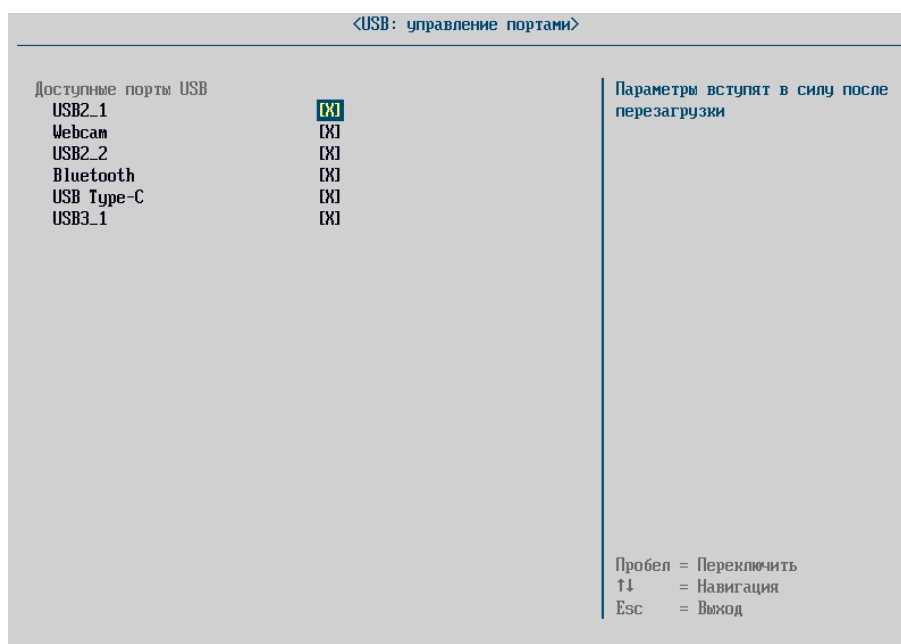 <USB: управление портами>
Доступные порты USB
USB2_1 [X]
Webcam [X]
USB2_2 [X]
Bluetooth [X]
USB Type-C [X]
USB3_1 [X]
Параметры вступят в силу после
перезагрузки
Пробел = Переключить
↑↓ = Навигация
Esc = Выход